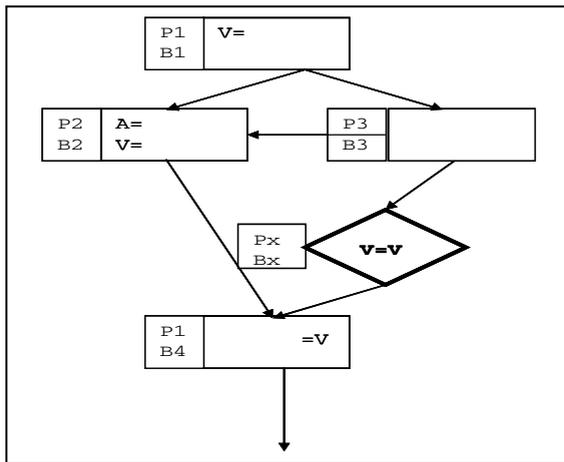 P1 V=
B1
P2 A=
B2 V=
P3
B3
Px
Bx
V=V
P1
B4 =V